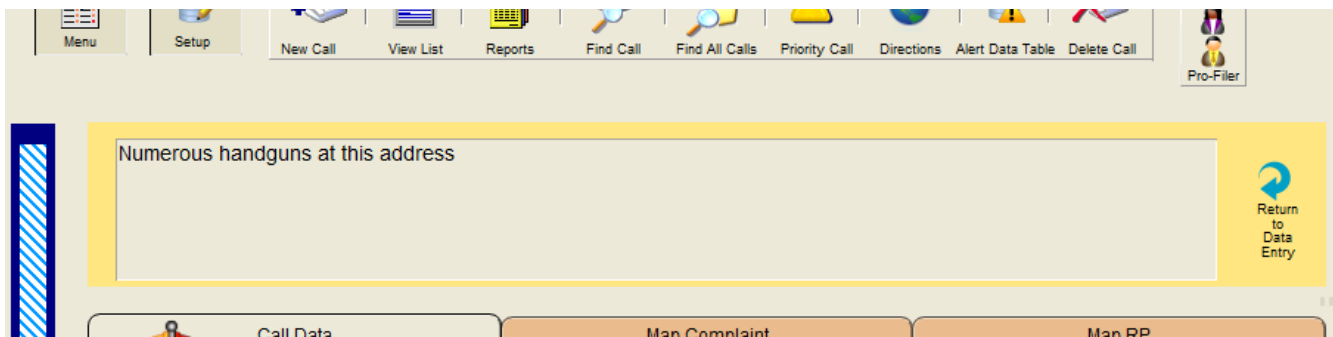 Menu
Setup
New Call
View List
Reports
Find Call
Find All Calls
Priority Call
Directions
Alert Data Table
Delete Call
Pro-Filer
Numerous handguns at this address
Return
to
Data
Entry
Call Data
Map Complaint
Map RP